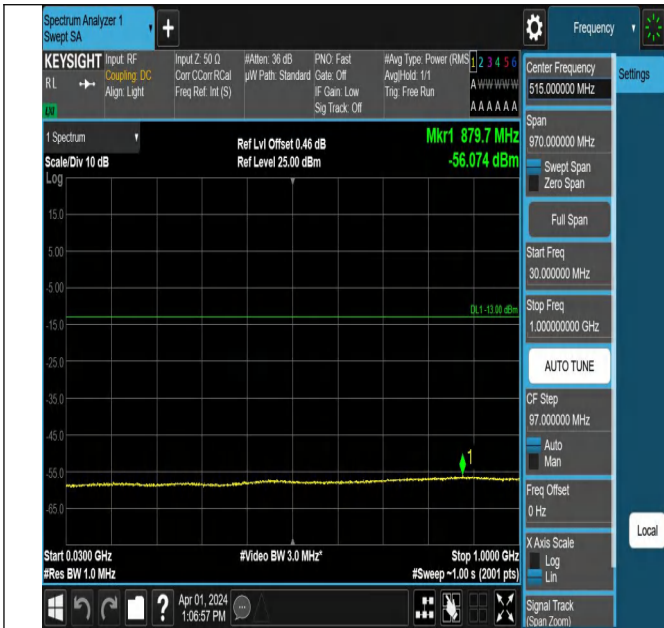 Spectrum Analyzer 1
Swept SA
+
Frequency
KEYSIGHT
RL
LXI
Input: RF
Coupling: DC
Align: Light
Input Z: 50 Ω
Corr CCorr RCal
Freq Ref: Int (S)
#Atten: 36 dB
µW Path: Standard
PNO: Fast
Gate: Off
IF Gain: Low
Sig Track: Off
#Avg Type: Power (RMS
Avg|Hold: 1/1
Trig: Free Run
1 2 3 4 5 6
A W W W W W
A A A A A A
1 Spectrum
Scale/Div 10 dB
Log
Ref Lvl Offset 0.46 dB
Ref Level 25.00 dBm
Mkr1 879.7 MHz
-56.074 dBm
15.0
5.00
-5.00
-15.0
-25.0
-35.0
-45.0
-55.0
-65.0
DL1 -13.00 dBm
1
Start 0.0300 GHz
#Res BW 1.0 MHz
#Video BW 3.0 MHz*
Stop 1.0000 GHz
#Sweep ~1.00 s (2001 pts)
Apr 01, 2024
1:06:57 PM
Center Frequency
515.000000 MHz
Span
970.000000 MHz
Swept Span
Zero Span
Full Span
Start Freq
30.000000 MHz
Stop Freq
1.000000000 GHz
AUTO TUNE
CF Step
97.000000 MHz
Auto
Man
Freq Offset
0 Hz
X Axis Scale
Log
Lin
Signal Track
(Span Zoom)
Settings
Local